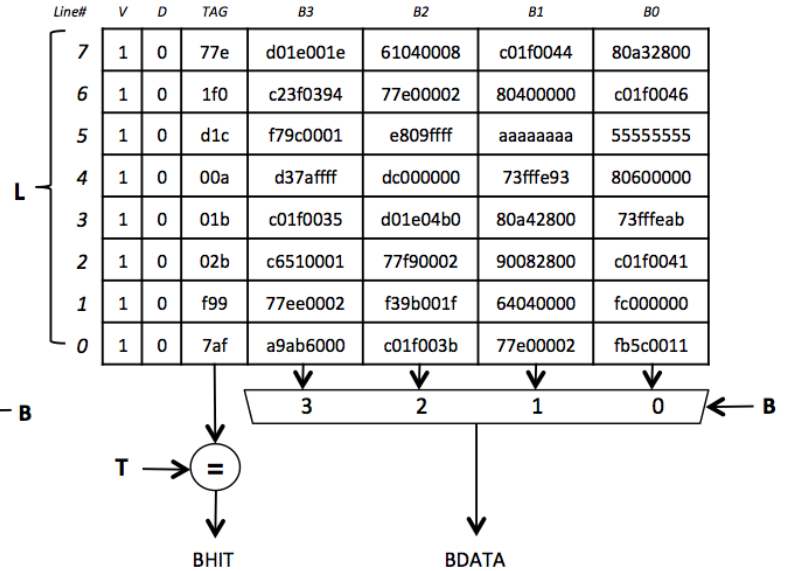 Line# V D TAG B3 B2 B1 B0
7 1 0 77e d01e001e 61040008 c01f0044 80a32800
6 1 0 1f0 c23f0394 77e00002 80400000 c01f0046
5 1 0 d1c f79c0001 e809ffff aaaaaaaa 55555555
L 4 1 0 00a d37affff dc000000 73fffe93 80600000
3 1 0 01b c01f0035 d01e04b0 80a42800 73fffeab
2 1 0 02b c6510001 77f90002 90082800 c01f0041
1 1 0 f99 77ee0002 f39b001f 64040000 fc000000
0 1 0 7af a9ab6000 c01f003b 77e00002 fb5c0011
B 3 2 1 0 B
T =
BHIT BDATA